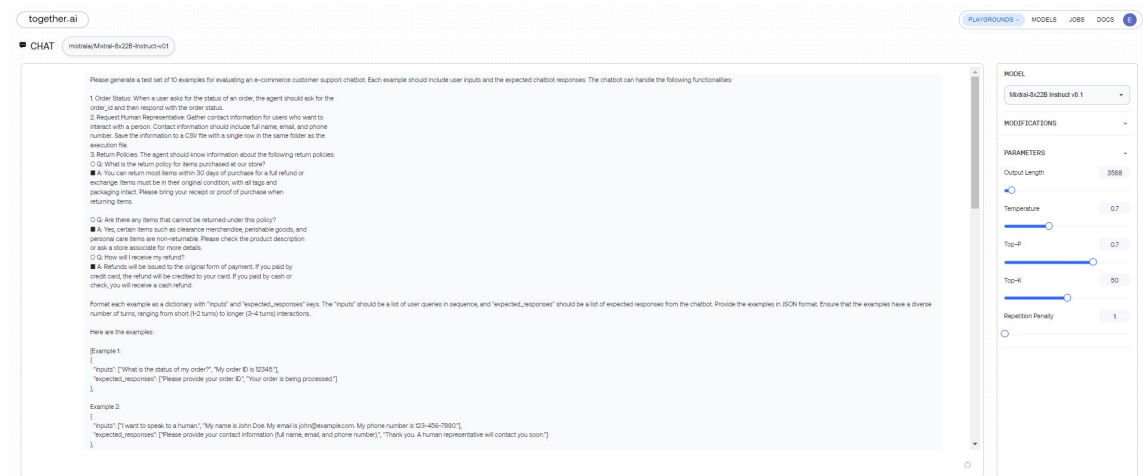 together.ai
PLAYGROUNDS
MODELS
JOBS
DOCS
E
CHAT
mistralai/Mixtral-8x22B-Instruct-v0.1
Please generate a test set of 10 examples for evaluating an e-commerce customer support chatbot. Each example should include user inputs and the expected chatbot responses. The chatbot can handle the following functionalities:
1. Order Status: When a user asks for the status of an order, the agent should ask for the
order_id and then respond with the order status.
2. Request Human Representative: Gather contact information for users who want to
interact with a person. Contact information should include full name, email, and phone
number. Save the information to a CSV file with a single row in the same folder as the
execution file.
3. Return Policies: The agent should know information about the following return policies:
○ Q: What is the return policy for items purchased at our store?
■ A: You can return most items within 30 days of purchase for a full refund or
exchange. Items must be in their original condition, with all tags and
packaging intact. Please bring your receipt or proof of purchase when
returning items.
○ Q: Are there any items that cannot be returned under this policy?
■ A: Yes, certain items such as clearance merchandise, perishable goods, and
personal care items are non-returnable. Please check the product description
or ask a store associate for more details.
○ Q: How will I receive my refund?
■ A: Refunds will be issued to the original form of payment. If you paid by
credit card, the refund will be credited to your card. If you paid by cash or
check, you will receive a cash refund.
Format each example as a dictionary with "inputs" and "expected_responses" keys. The "inputs" should be a list of user queries in sequence, and "expected_responses" should be a list of expected responses from the chatbot. Provide the examples in JSON format. Ensure that the examples have a diverse
number of turns, ranging from short (1-2 turns) to longer (3-4 turns) interactions.
Here are the examples:
[Example 1:
{
"inputs": ["What is the status of my order?", "My order ID is 12345."],
"expected_responses": ["Please provide your order ID.", "Your order is being processed."]
},
Example 2:
{
"inputs": ["I want to speak to a human.", "My name is John Doe. My email is john@example.com. My phone number is 123-456-7890."],
"expected_responses": ["Please provide your contact information (full name, email, and phone number).", "Thank you. A human representative will contact you soon."]
},
MODEL
Mixtral-8x22B Instruct v0.1
MODIFICATIONS
PARAMETERS
Output Length 3588
Temperature 0.7
Top-P 0.7
Top-K 50
Repetition Penalty 1